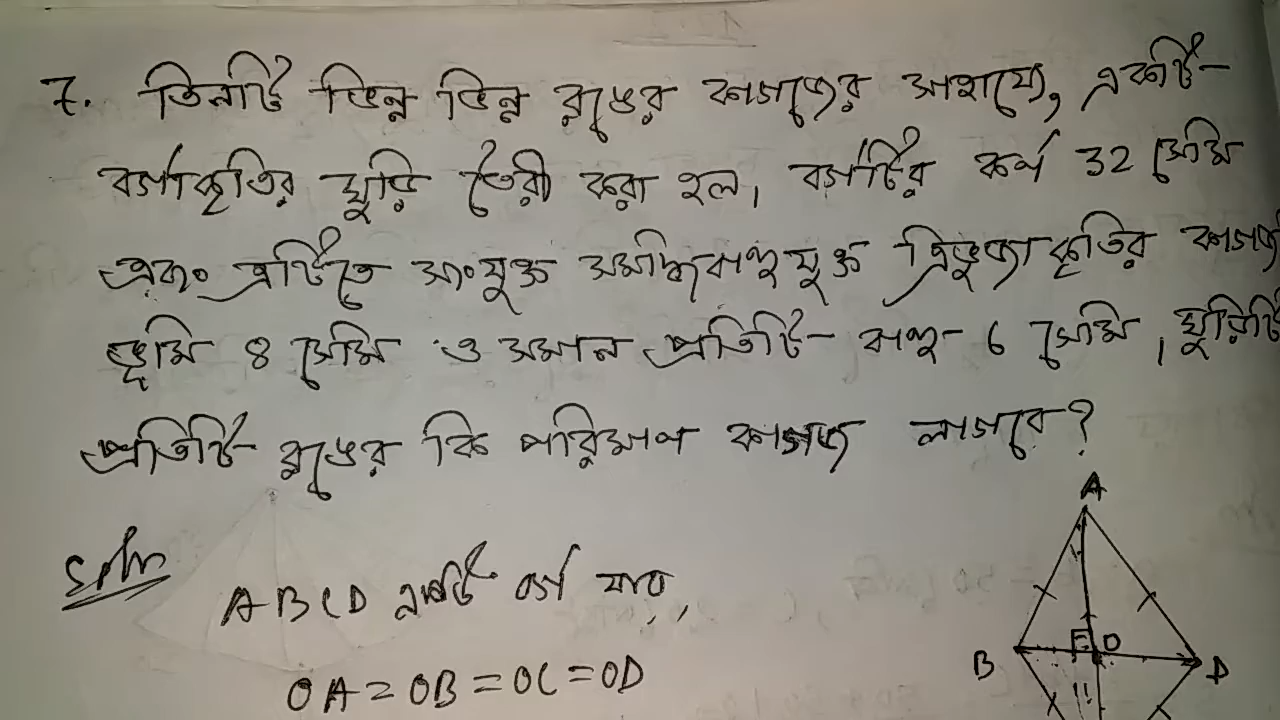 7. তিনটি ভিন্ন ভিন্ন রঙের কাগজের সাহায্যে, একটি
বর্গাকৃতির ঘুড়ি তৈরী করা হল। বর্গটির কর্ণ 32 সেমি
এবং এটিতে সংযুক্ত সমদ্বিবাহুযুক্ত ত্রিভুজাকৃতির কাগজ
ভূমি 8 সেমি ও সমান প্রতিটি বাহু 6 সেমি। ঘুরিটি
প্রতিটি রঙের কি পরিমাণ কাগজ লাগবে?
A
Soln
ABCD একটি বর্গ যার,
E O
B D
OA = OB = OC = OD